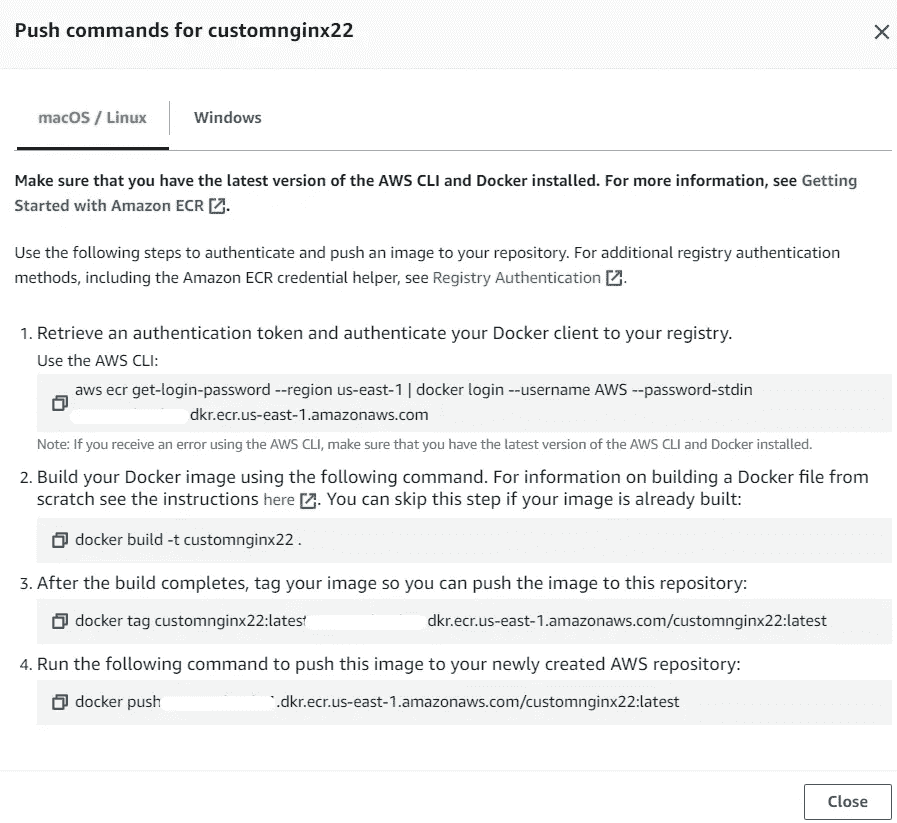 Push commands for customnginx22
macOS / Linux
Windows
Make sure that you have the latest version of the AWS CLI and Docker installed. For more information, see Getting
Started with Amazon ECR.
Use the following steps to authenticate and push an image to your repository. For additional registry authentication
methods, including the Amazon ECR credential helper, see Registry Authentication.
1. Retrieve an authentication token and authenticate your Docker client to your registry.
Use the AWS CLI:
aws ecr get-login-password --region us-east-1 | docker login --username AWS --password-stdin
dkr.ecr.us-east-1.amazonaws.com
Note: If you receive an error using the AWS CLI, make sure that you have the latest version of the AWS CLI and Docker installed.
2. Build your Docker image using the following command. For information on building a Docker file from
scratch see the instructions here. You can skip this step if your image is already built:
docker build -t customnginx22 .
3. After the build completes, tag your image so you can push the image to this repository:
docker tag customnginx22:latest dkr.ecr.us-east-1.amazonaws.com/customnginx22:latest
4. Run the following command to push this image to your newly created AWS repository:
docker push .dkr.ecr.us-east-1.amazonaws.com/customnginx22:latest
Close